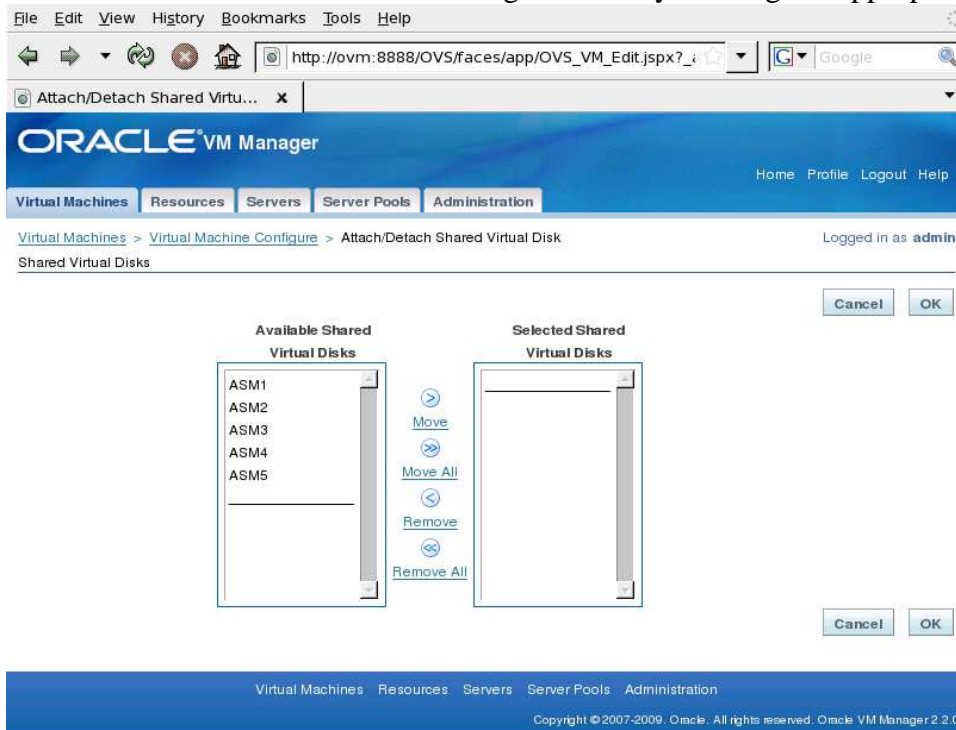 File Edit View History Bookmarks Tools Help
http://ovm:8888/OVS/faces/app/OVS_VM_Edit.jspx?_a
G Google
Attach/Detach Shared Virtu... x
ORACLE VM Manager
Home Profile Logout Help
Virtual Machines Resources Servers Server Pools Administration
Virtual Machines > Virtual Machine Configure > Attach/Detach Shared Virtual Disk
Logged in as admin
Shared Virtual Disks
Cancel OK
Available Shared Virtual Disks
ASM1
ASM2
ASM3
ASM4
ASM5
Move
Move All
Remove
Remove All
Selected Shared Virtual Disks
Cancel OK
Virtual Machines Resources Servers Server Pools Administration
Copyright © 2007-2009. Oracle. All rights reserved. Oracle VM Manager 2.2.0